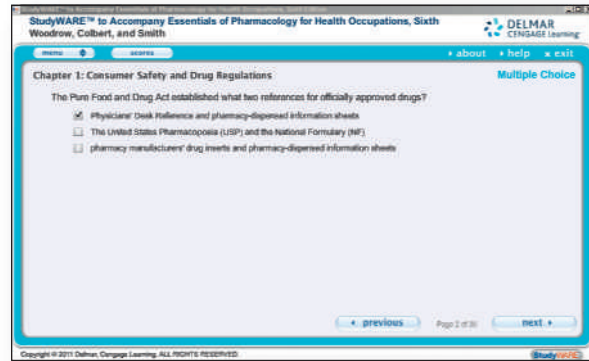 StudyWARE™ to Accompany Essentials of Pharmacology for Health Occupations, Sixth
Woodrow, Colbert, and Smith
DELMAR
CENGAGE Learning
menu
scores
about
help
x exit
Chapter 1: Consumer Safety and Drug Regulations
Multiple Choice
The Pure Food and Drug Act established what two references for officially approved drugs?
Physicians' Desk Reference and pharmacy-dispensed information sheets
The United States Pharmacopoeia (USP) and the National Formulary (NF)
pharmacy manufacturers' drug inserts and pharmacy-dispensed information sheets
previous
Page 2 of
next
Copyright © 2011 Delmar, Cengage Learning. ALL RIGHTS RESERVED.
StudyWARE